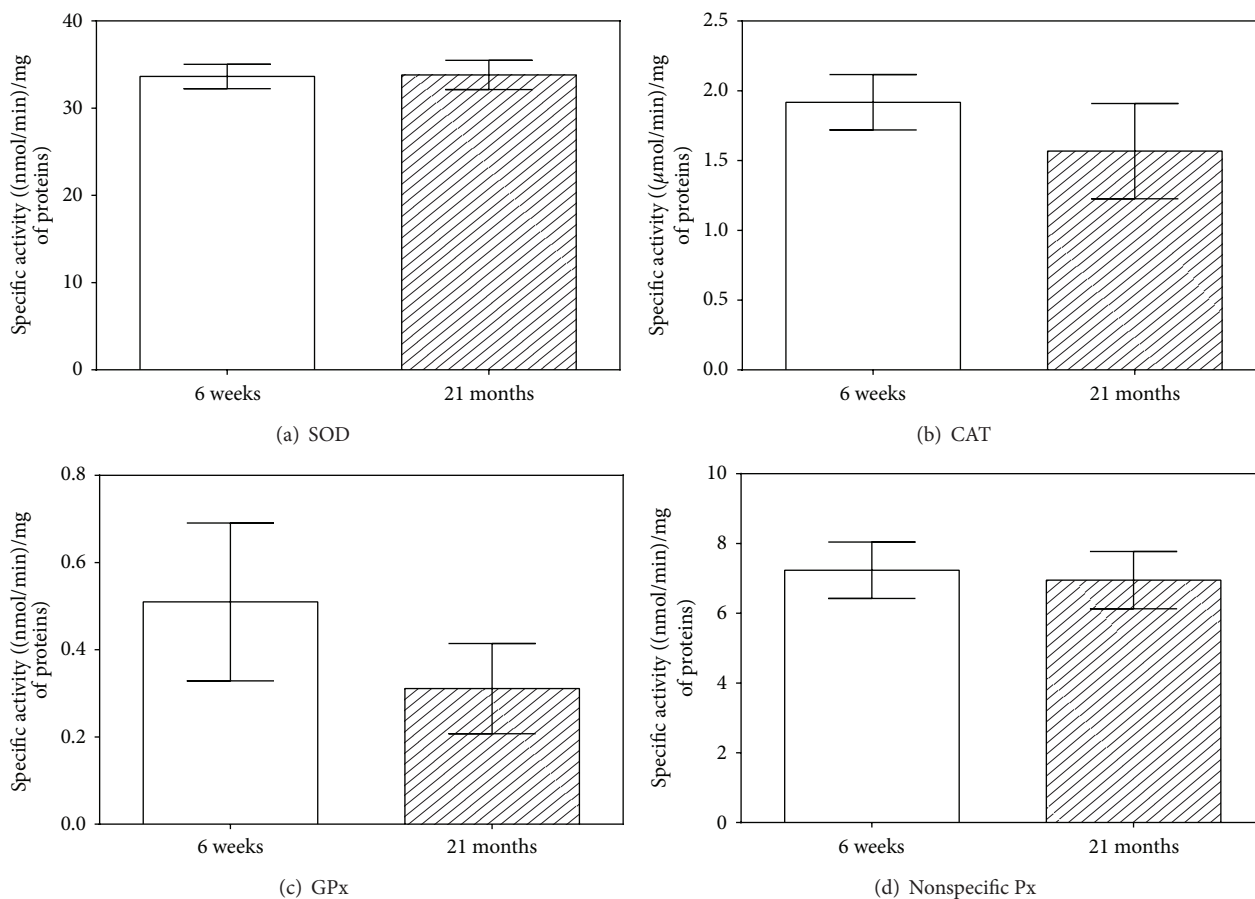 40
30
20
10
0
Specific activity ((nmol/min)/mg
of proteins)
6 weeks
21 months
(a) SOD
2.5
2.0
1.5
1.0
0.5
0.0
Specific activity ((μmol/min)/mg
of proteins)
6 weeks
21 months
(b) CAT
0.8
0.6
0.4
0.2
0.0
Specific activity ((nmol/min)/mg
of proteins)
6 weeks
21 months
(c) GPx
10
8
6
4
2
0
Specific activity ((nmol/min)/mg
of proteins)
6 weeks
21 months
(d) Nonspecific Px